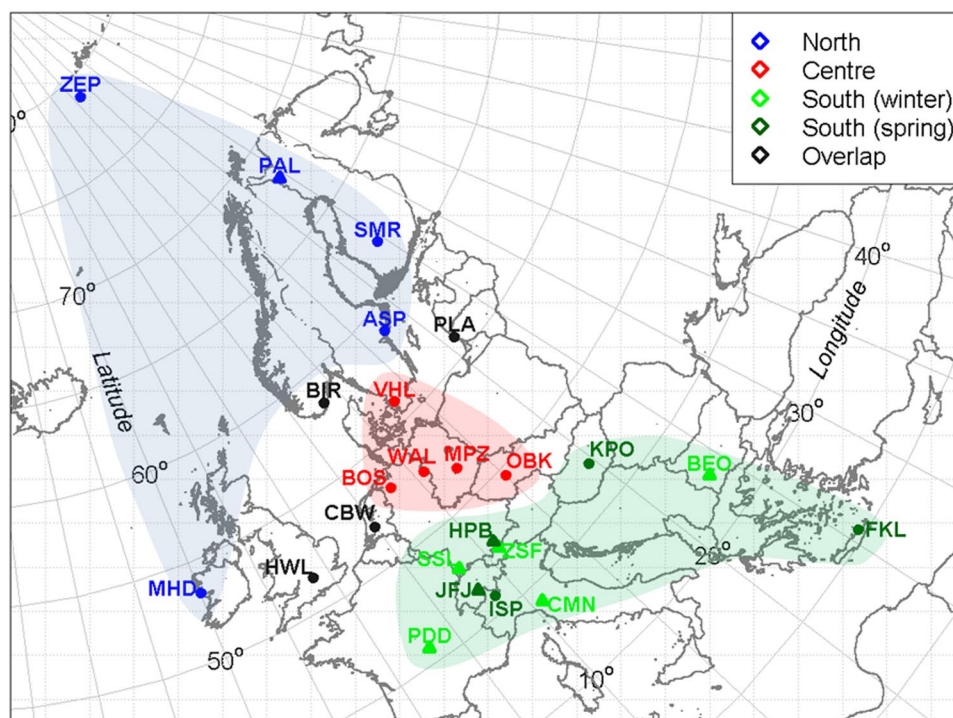 North
Centre
South (winter)
South (spring)
Overlap
ZEP
0°
PAL
SMR
40°
70°
ASP
PLA
Latitude
Longitude
BIR
VHL
30°
60°
WAL
MPZ
OBK
KPO
BEO
BOS
CBW
HPB
ZSF
20°
FKL
SSL
HWL
MHD
JFJ
ISP
CMN
PDD
50°
10°